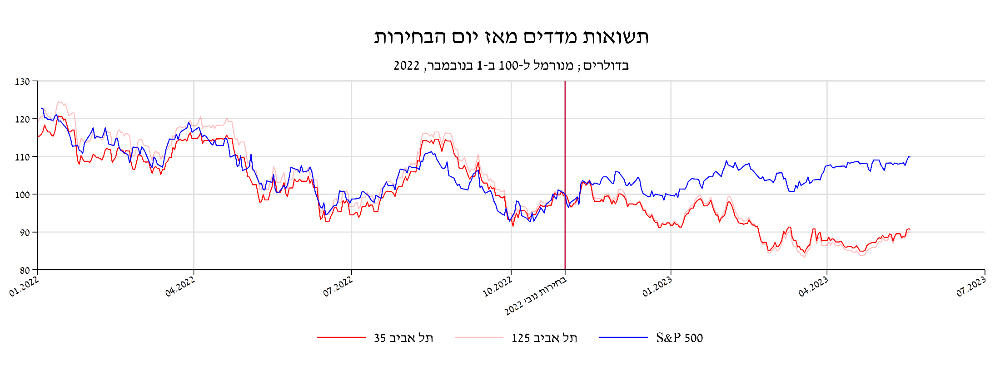 תשואות מדדים מאז יום הבחירות
בדולרים; מנורמל ל-100 ב-1 בנובמבר, 2022
130
120
110
100
90
80
01.2022
04.2022
07.2022
10.2022
בחירות נוב' 2022
01.2023
04.2023
07.2023
תל אביב 35
תל אביב 125
S&P 500